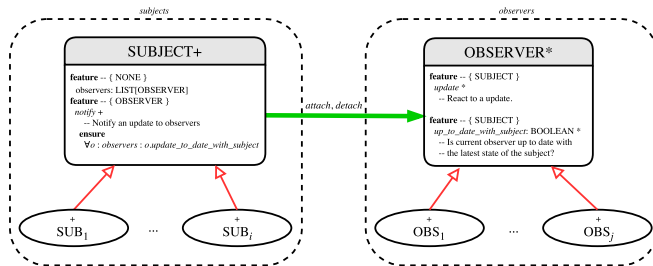 subjects
SUBJECT+
feature -- { NONE }
observers: LIST[OBSERVER]
feature -- { OBSERVER }
notify +
-- Notify an update to observers
ensure
∀o : observers : o.update_to_date_with_subject
+
SUB1
...
+
SUBi
attach, detach
observers
OBSERVER*
feature -- { SUBJECT }
update *
-- React to a update.
feature -- { SUBJECT }
up_to_date_with_subject: BOOLEAN *
-- Is current observer up to date with
-- the latest state of the subject?
+
OBS1
...
+
OBSj